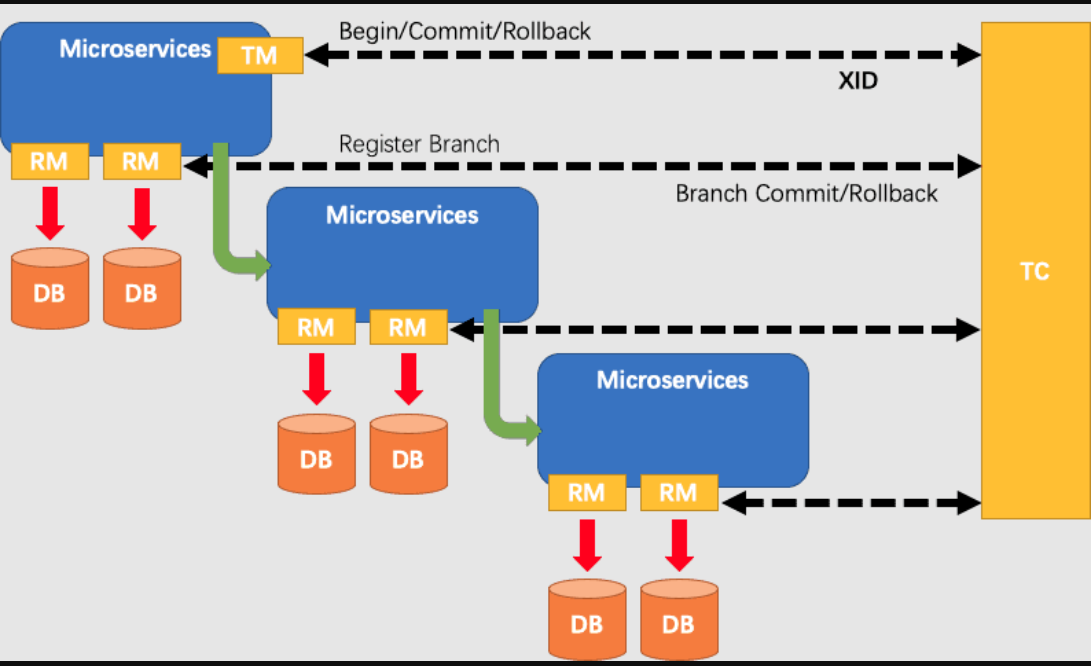 Begin/Commit/Rollback
Microservices
TM
XID
Register Branch
RM
RM
Branch Commit/Rollback
Microservices
TC
DB
DB
RM
RM
Microservices
DB
DB
RM
RM
DB
DB